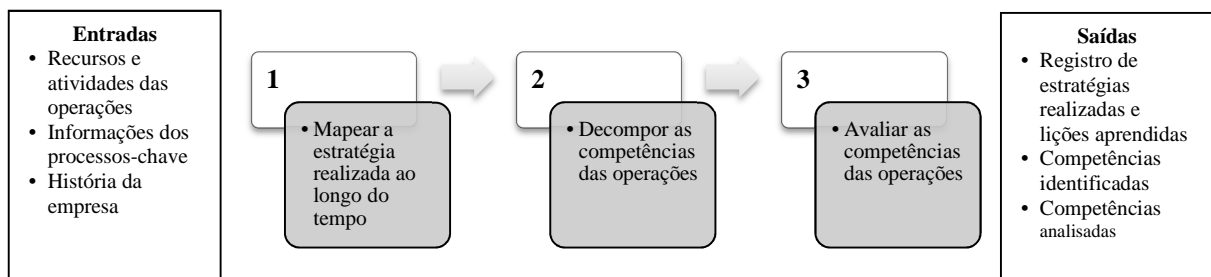 Entradas
• Recursos e
atividades das
operações
• Informações dos
processos-chave
• História da
empresa
1
• Mapear a
estratégia
realizada ao
longo do
tempo
2
• Decompor as
competências
das operações
3
• Avaliar as
competências
das operações
Saídas
• Registro de
estratégias
realizadas e
lições aprendidas
• Competências
identificadas
• Competências
analisadas